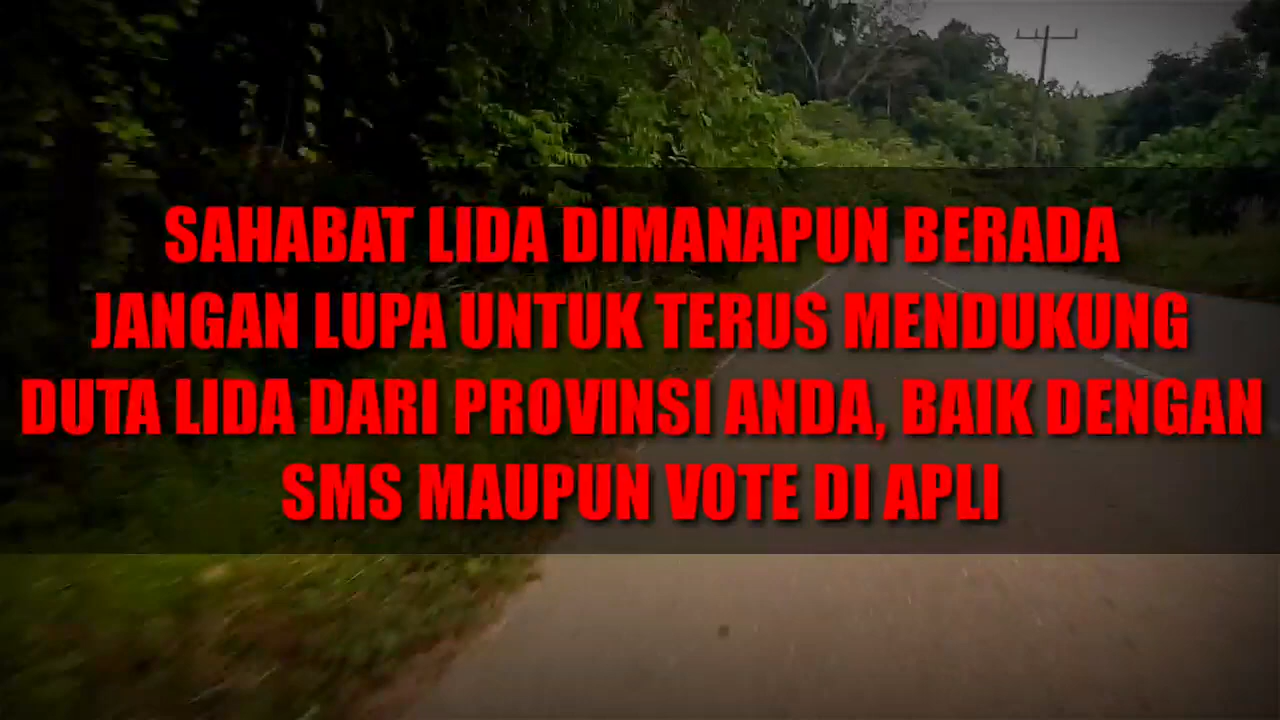 SAHABAT LIDA DIMANAPUN BERADA
JANGAN LUPA UNTUK TERUS MENDUKUNG
DUTA LIDA DARI PROVINSI ANDA, BAIK DENGAN
SMS MAUPUN VOTE DI APLI